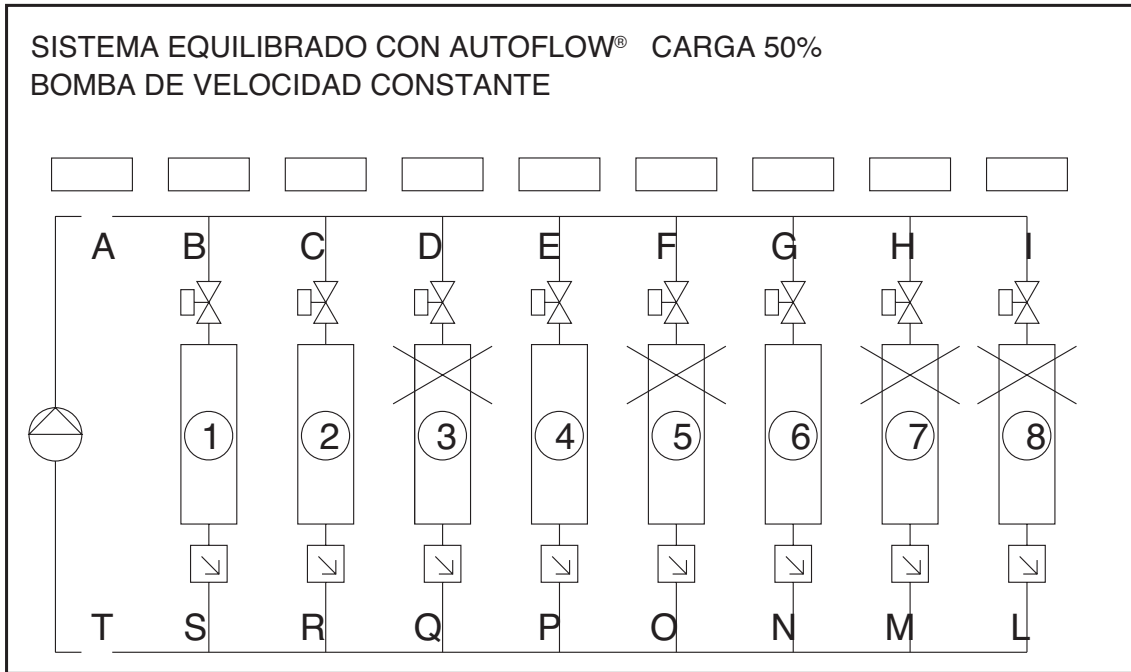 SISTEMA EQUILIBRADO CON AUTOFLOW® CARGA 50%
BOMBA DE VELOCIDAD CONSTANTE
A B C D E F G H I
1 2 3 4 5 6 7 8
T S R Q P O N M L